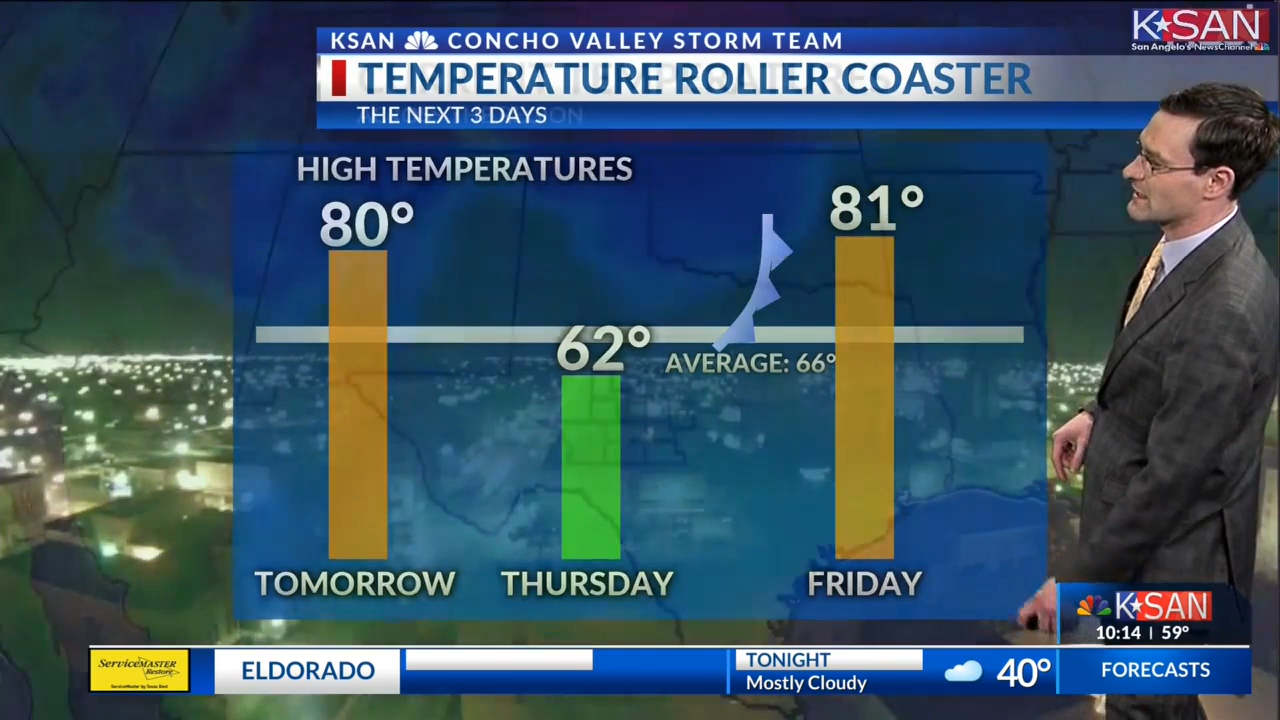 K★SAN
San Angelo's NewsChannel
KSAN CONCHO VALLEY STORM TEAM
TEMPERATURE ROLLER COASTER
THE NEXT 3 DAYS
HIGH TEMPERATURES
80°
81°
62°
AVERAGE: 66°
TOMORROW THURSDAY FRIDAY
K★SAN
10:14 | 59°
ServiceMASTER
Restore
ELDORADO
TONIGHT
Mostly Cloudy
40°
FORECASTS